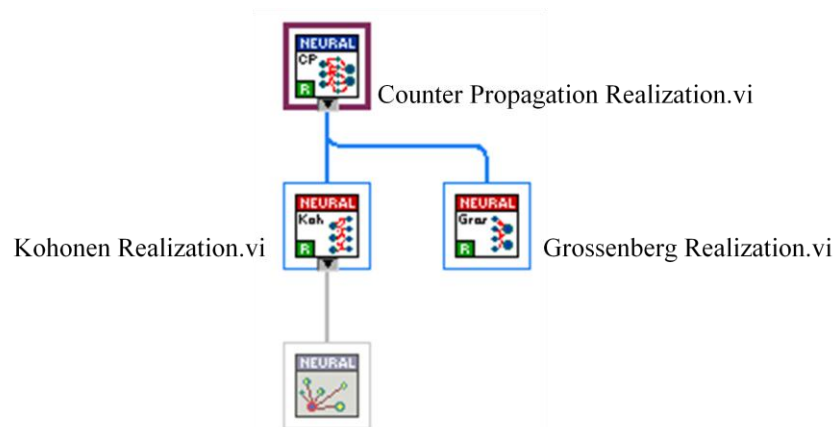 NEURAL
CP
R
Counter Propagation Realization.vi
NEURAL
Koh
R
Kohonen Realization.vi
NEURAL
Gros
R
Grossenberg Realization.vi
NEURAL